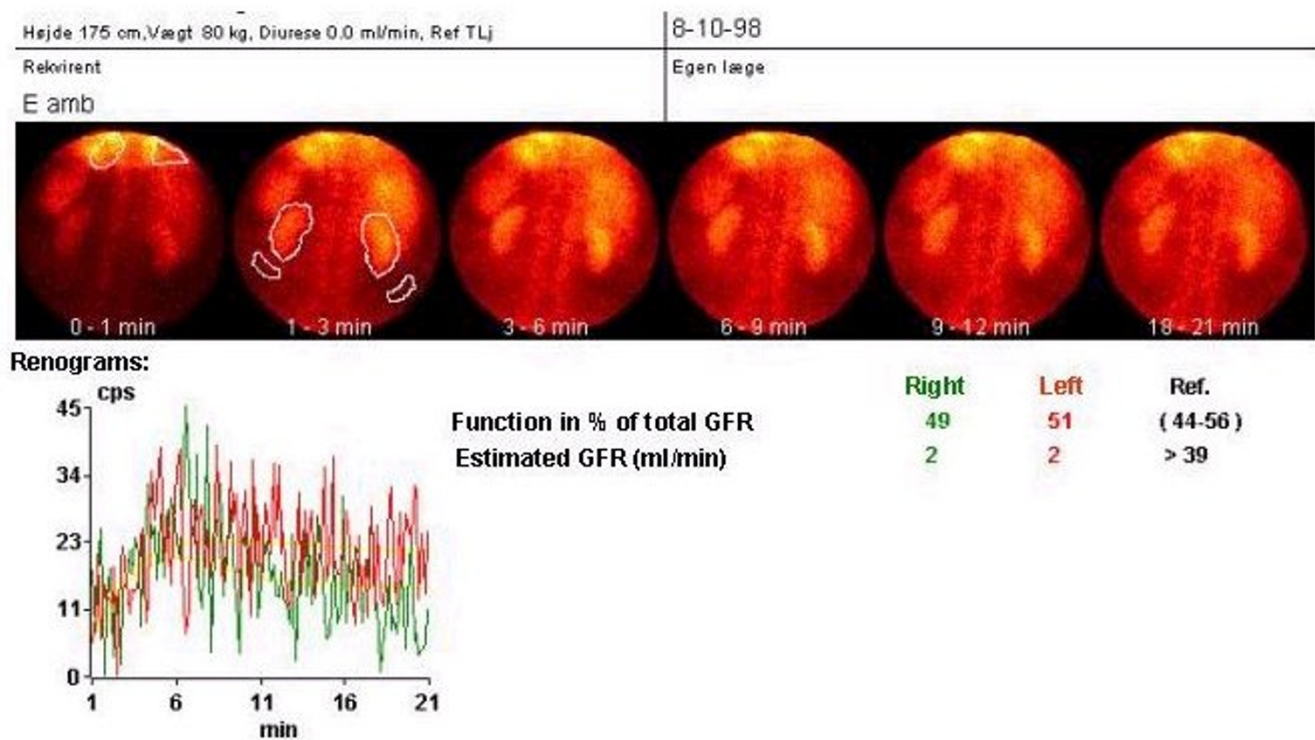 Højde 175 cm,Vægt 80 kg, Diurese 0.0 ml/min, Ref TLj
8-10-98
Rekvirent
Egen læge
E amb
0 - 1 min
1 - 3 min
3 - 6 min
6 - 9 min
9 - 12 min
18 - 21 min
Renograms:
cps
45
34
23
11
0
1 6 11 16 21
min
Right Left Ref.
Function in % of total GFR 49 51 ( 44-56 )
Estimated GFR (ml/min) 2 2 > 39